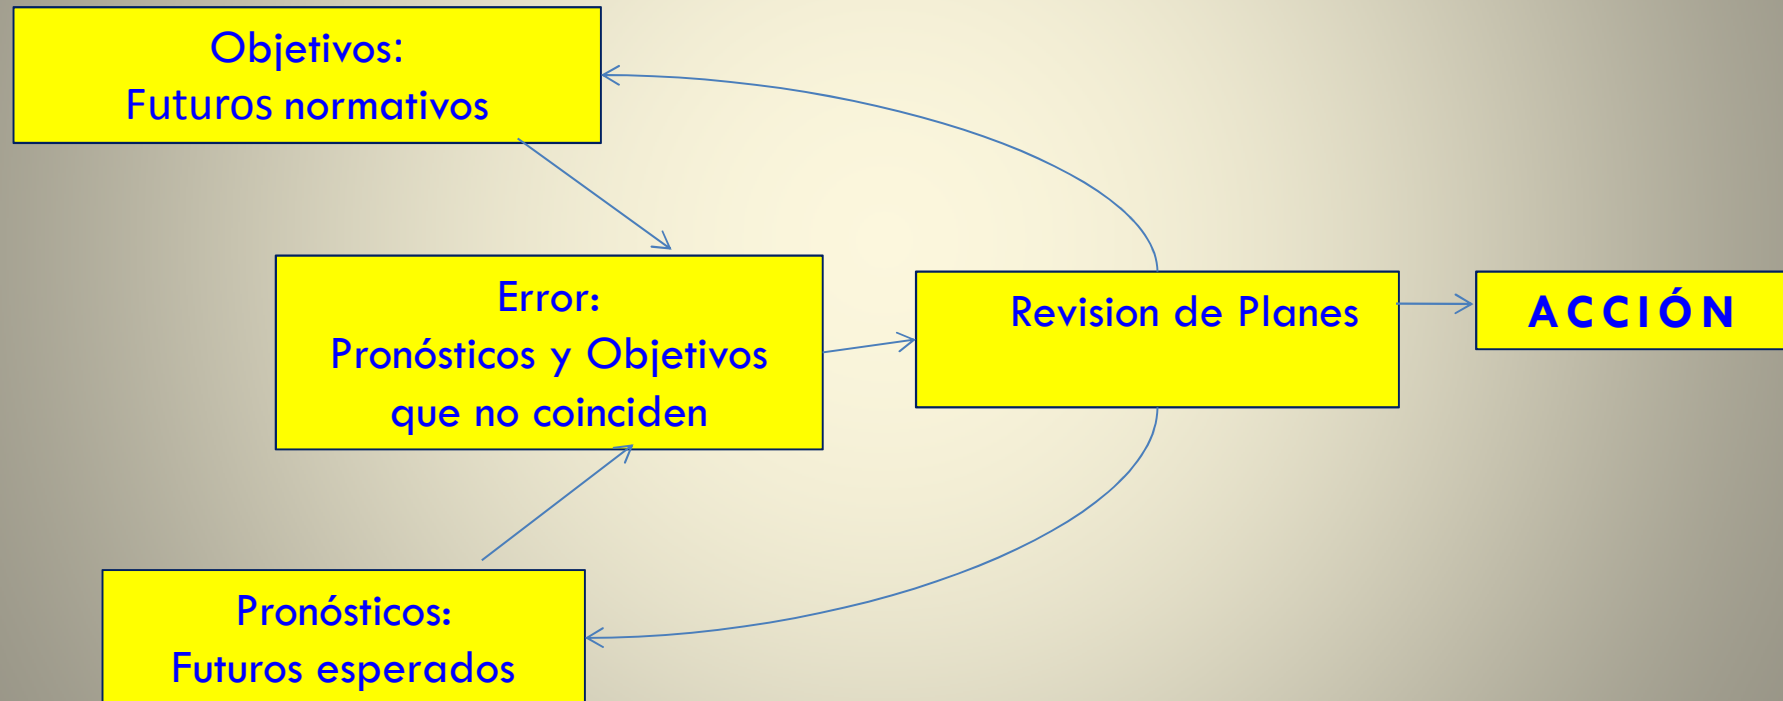 Objetivos:
Futuros normativos
Error:
Pronósticos y Objetivos
que no coinciden
Revision de Planes
ACCIÓN
Pronósticos:
Futuros esperados